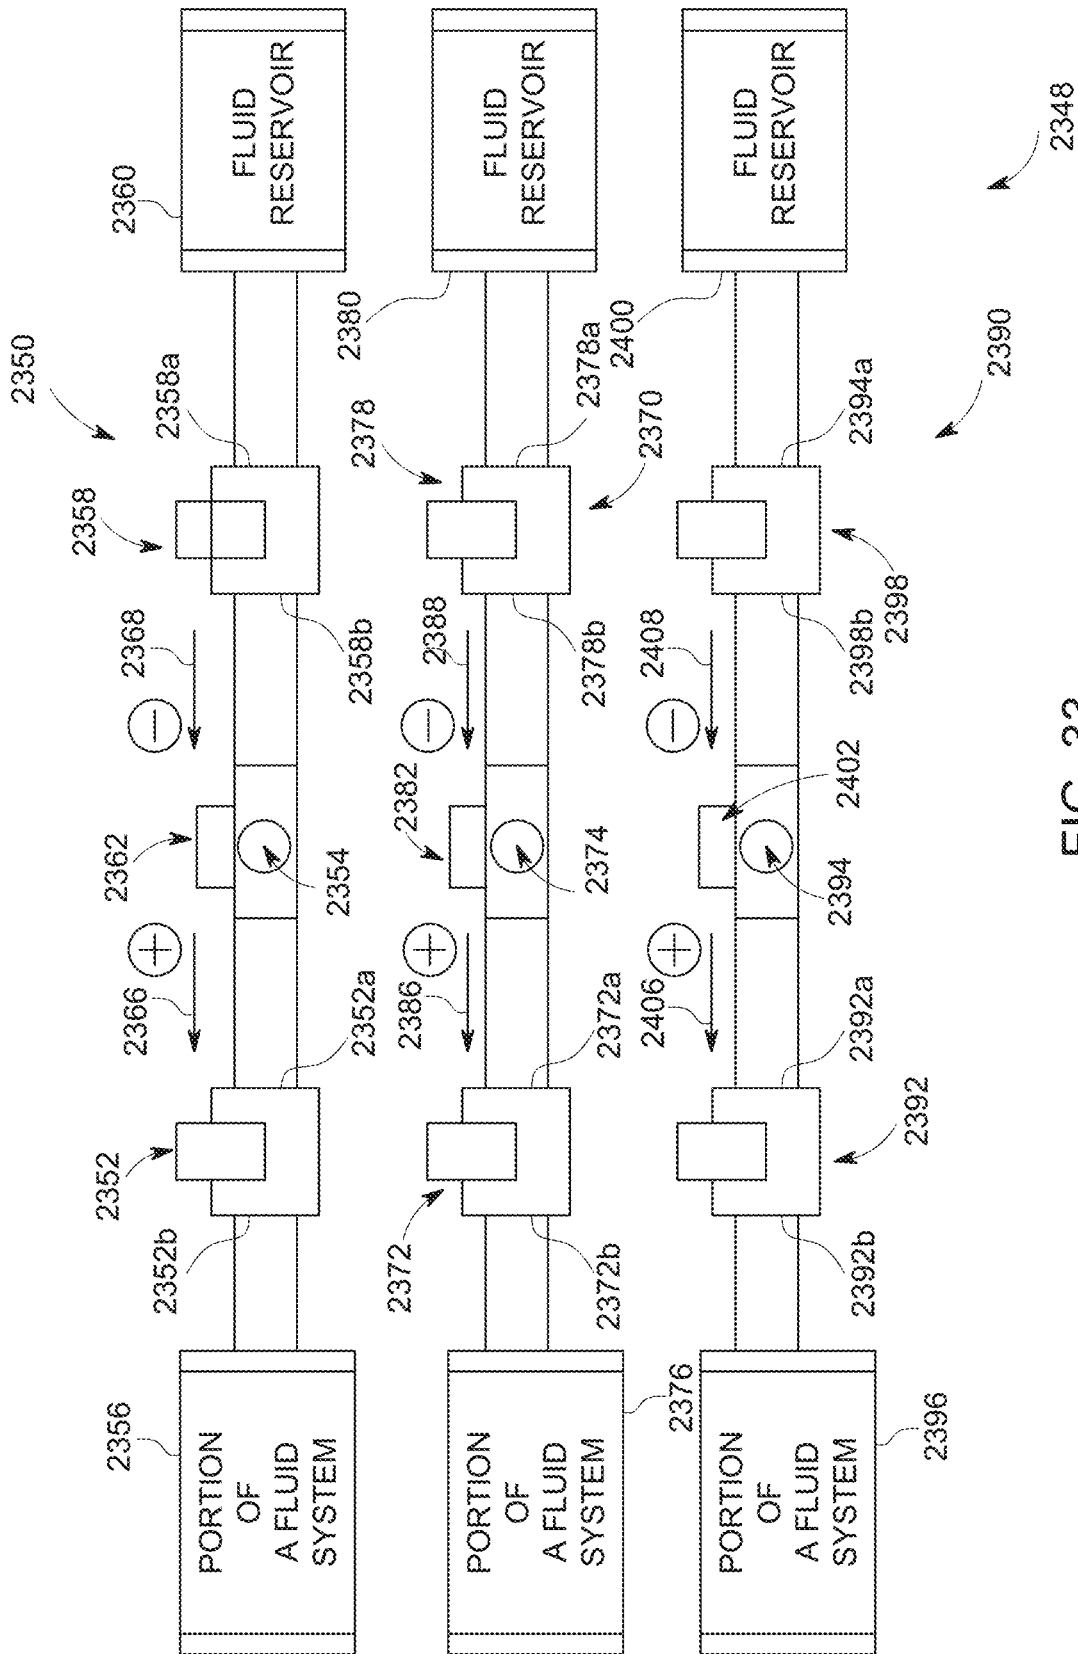 2356
2352b
2352
2366
+
2362
−
2368
2358
2350
2360
PORTION
OF
A FLUID
SYSTEM
2352a
2354
2358b
2358a
FLUID
RESERVOIR
2372
2372b
2386
+
2382
−
2388
2378
2380
PORTION
OF
A FLUID
SYSTEM
2376
2372a
2374
2378b
2370
2378a
FLUID
RESERVOIR
2406
+
−
2408
2400
PORTION
OF
A FLUID
SYSTEM
2396
2392b
2392
2392a
2394
2402
2398b
2398
2394a
2390
FLUID
RESERVOIR
2348
FIG.